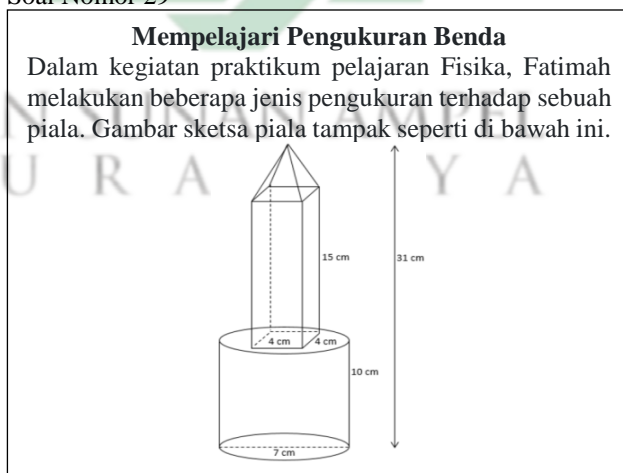 Soal Nomor 29
Mempelajari Pengukuran Benda
Dalam kegiatan praktikum pelajaran Fisika, Fatimah
melakukan beberapa jenis pengukuran terhadap sebuah
piala. Gambar sketsa piala tampak seperti di bawah ini.
N SUNAN AMPEL
U R A Y A
15 cm
31 cm
4 cm
4 cm
10 cm
7 cm